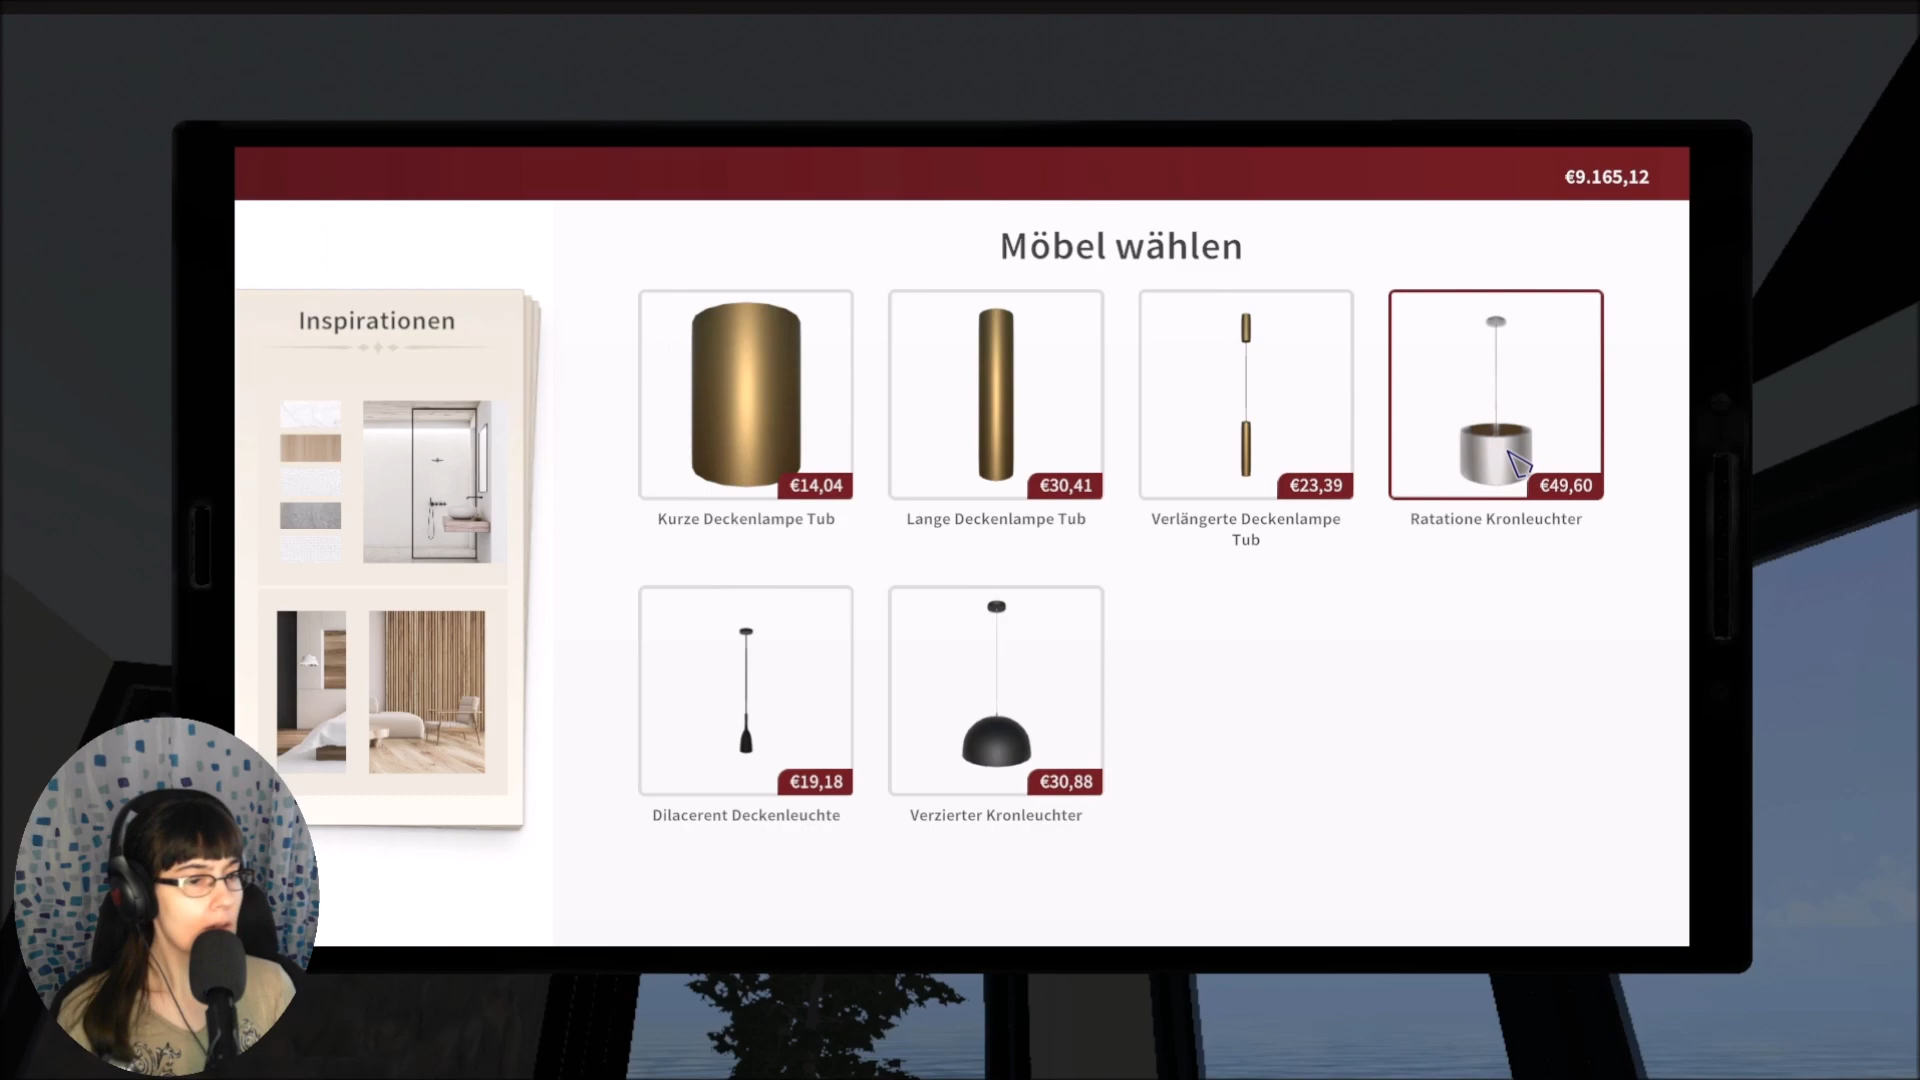 €9.165,12
Möbel wählen
Inspirationen
€14,04
€30,41
€23,39
€49,60
Kurze Deckenlampe Tub
Lange Deckenlampe Tub
Verlängerte Deckenlampe
Tub
Ratatione Kronleuchter
€19,18
€30,88
Dilacerent Deckenleuchte
Verzierter Kronleuchter